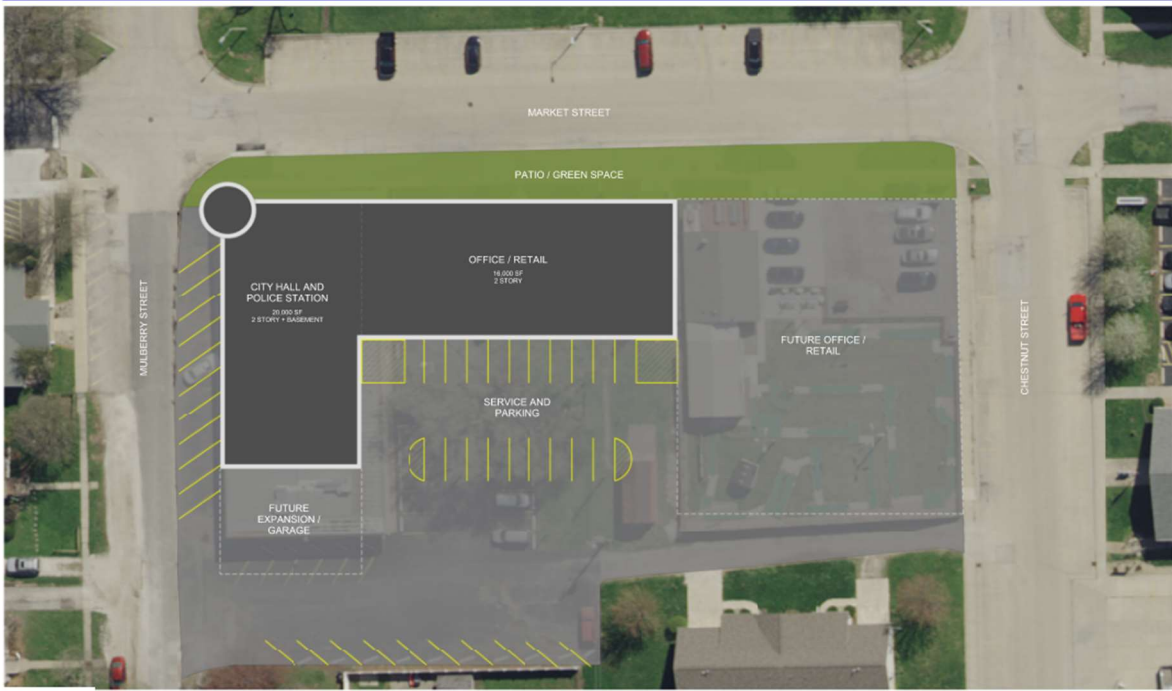 MARKET STREET
PATIO / GREEN SPACE
OFFICE / RETAIL
16,000 SF
2 STORY
CITY HALL AND
POLICE STATION
20,000 SF
2 STORY + BASEMENT
MULBERRY STREET
FUTURE OFFICE /
RETAIL
CHESTNUT STREET
SERVICE AND
PARKING
FUTURE
EXPANSION /
GARAGE